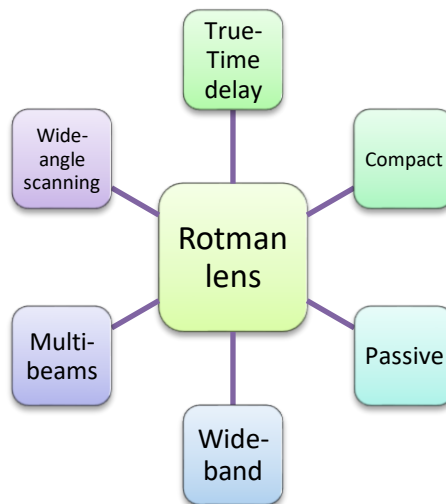 True-
Time
delay
Wide-
angle
scanning
Compact
Rotman
lens
Multi-
beams
Passive
Wide-
band